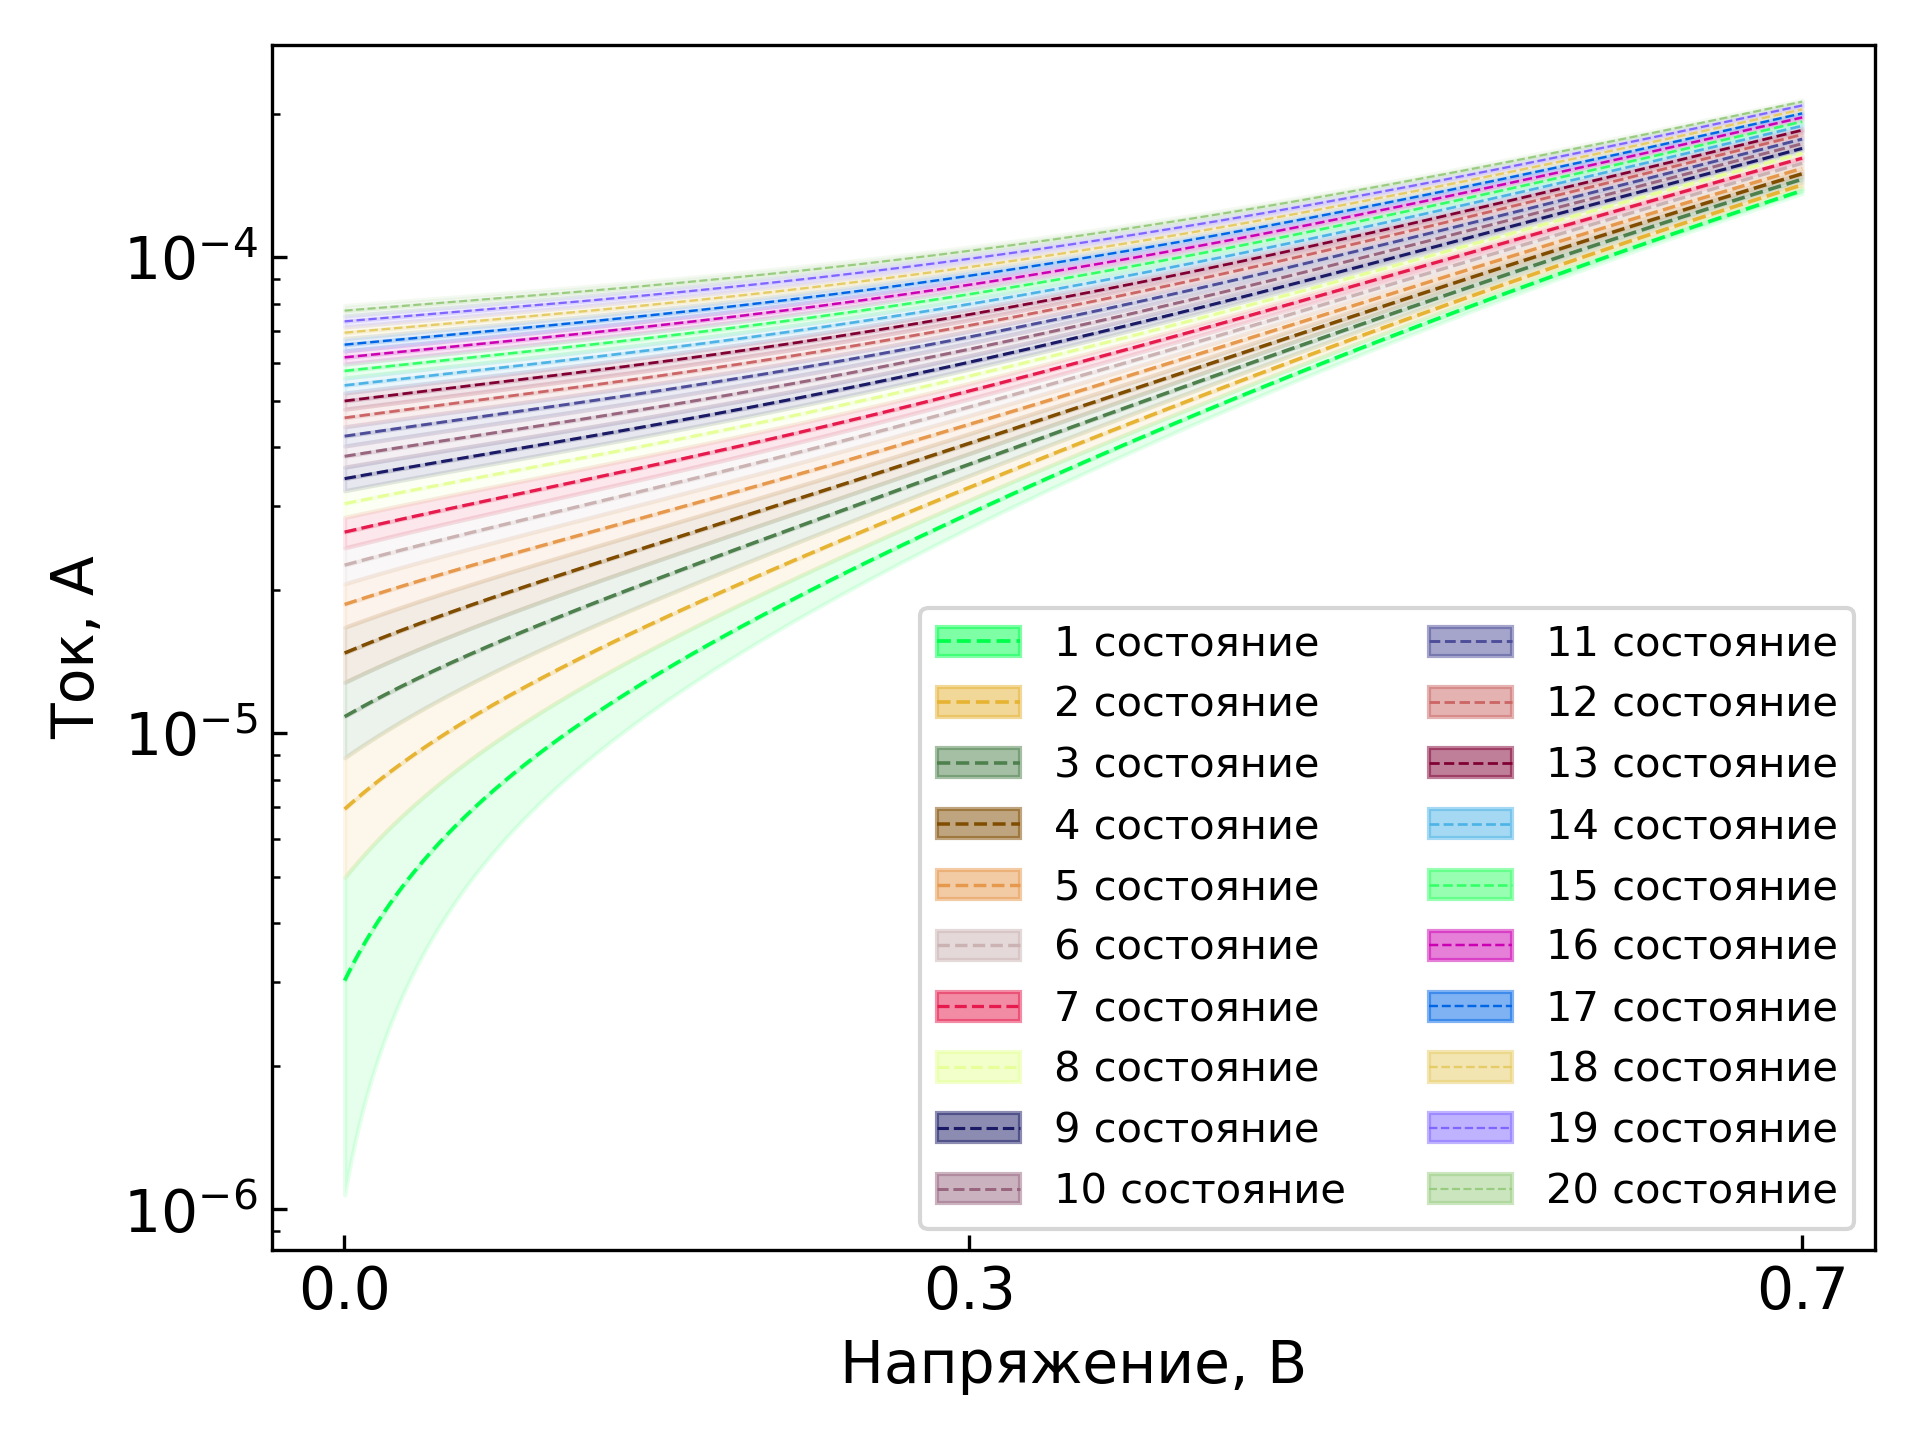 Ток, А
10⁻⁴
10⁻⁵
10⁻⁶
1 состояние
2 состояние
3 состояние
4 состояние
5 состояние
6 состояние
7 состояние
8 состояние
9 состояние
10 состояние
11 состояние
12 состояние
13 состояние
14 состояние
15 состояние
16 состояние
17 состояние
18 состояние
19 состояние
20 состояние
0.0 0.3 0.7
Напряжение, В